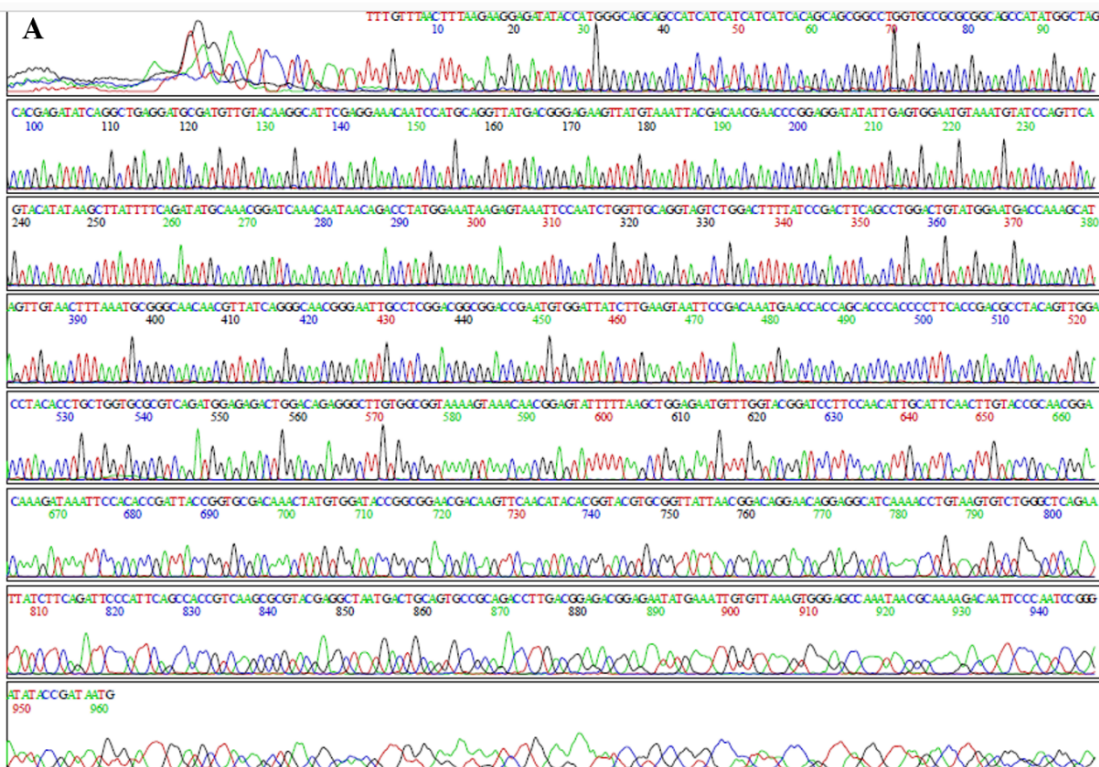 A
TTTGTTTAACTTTAAGAAGGAGATATACCATGGGCAGCAGCCATCATCATCATCATCACAGCAGCGGCCTGGTGCCGCGCGGCAGCCATATGGCTAG
10 20 30 40 50 60 70 80 90
CACGAGATATCAGGCTGAGGATGCGATGTTGTACAAGGCATTCGAGGAAACAATCCATGCAGGTTATGACGGGAGAAGTTATGTAAATTACGACAACGAACCCGGAGGATATATTGAGTGGAATGTAAATGTATCCAGTTCA
100 110 120 130 140 150 160 170 180 190 200 210 220 230
GTACATATAAGCTTATTTTCAGATATGCAAACGGATCAAACAATAACAGACCTATGGAAATAAGAGTAAATTCCAATCTGGTTGCAGGTAGTCTGGACTTTTATCCGACTTCAGCCTGGACTGTATGGAATGACCAAAGCAT
240 250 260 270 280 290 300 310 320 330 340 350 360 370 380
AGTTGTAACTTTAAATGCGGGCAACAACGTTATCAGGGCAACGGGAATTGCCTCGGACGGCGGACCGAATGTGGATTATCTTGAAGTAATTCCGACAAATGAACCACCAGCACCCACCCCTTCACCGACGCCTACAGTTGGA
390 400 410 420 430 440 450 460 470 480 490 500 510 520
CCTACACCTGCTGGTGCGCGTCAGATGGAGAGACTGGACAGAGGGCTTGTGGCGGTAAAAGTAAACAACGGAGTATTTTTAAGCTGGAGAATGTTTGGTACGGATCCTTCCAACATTGCATTCAACTTGTACCGCAACGGA
530 540 550 560 570 580 590 600 610 620 630 640 650 660
CAAAGATAAATTCCACACCGATTACCGGTGCGACAAACTATGTGGATACCGGCGGAACGACAAGTTCAACATACACGGTACGTGCGGTTATTAACGGACAGGAACAGGAGGCATCAAAACCTGTAAGTGTCTGGGCTCAGAA
670 680 690 700 710 720 730 740 750 760 770 780 790 800
TTATCTTCAGATTCCCATTCAGCCACCGTCAAGCGCGTACGAGGCTAATGACTGCAGTGCCGCAGACCTTGACGGAGACGGAGAATATGAAATTGTGTTAAAGTGGGAGCCAAATAACGCAAAAGACAATTCCCAATCCGGG
810 820 830 840 850 860 870 880 890 900 910 920 930 940
ATATACCGATAATG
950 960